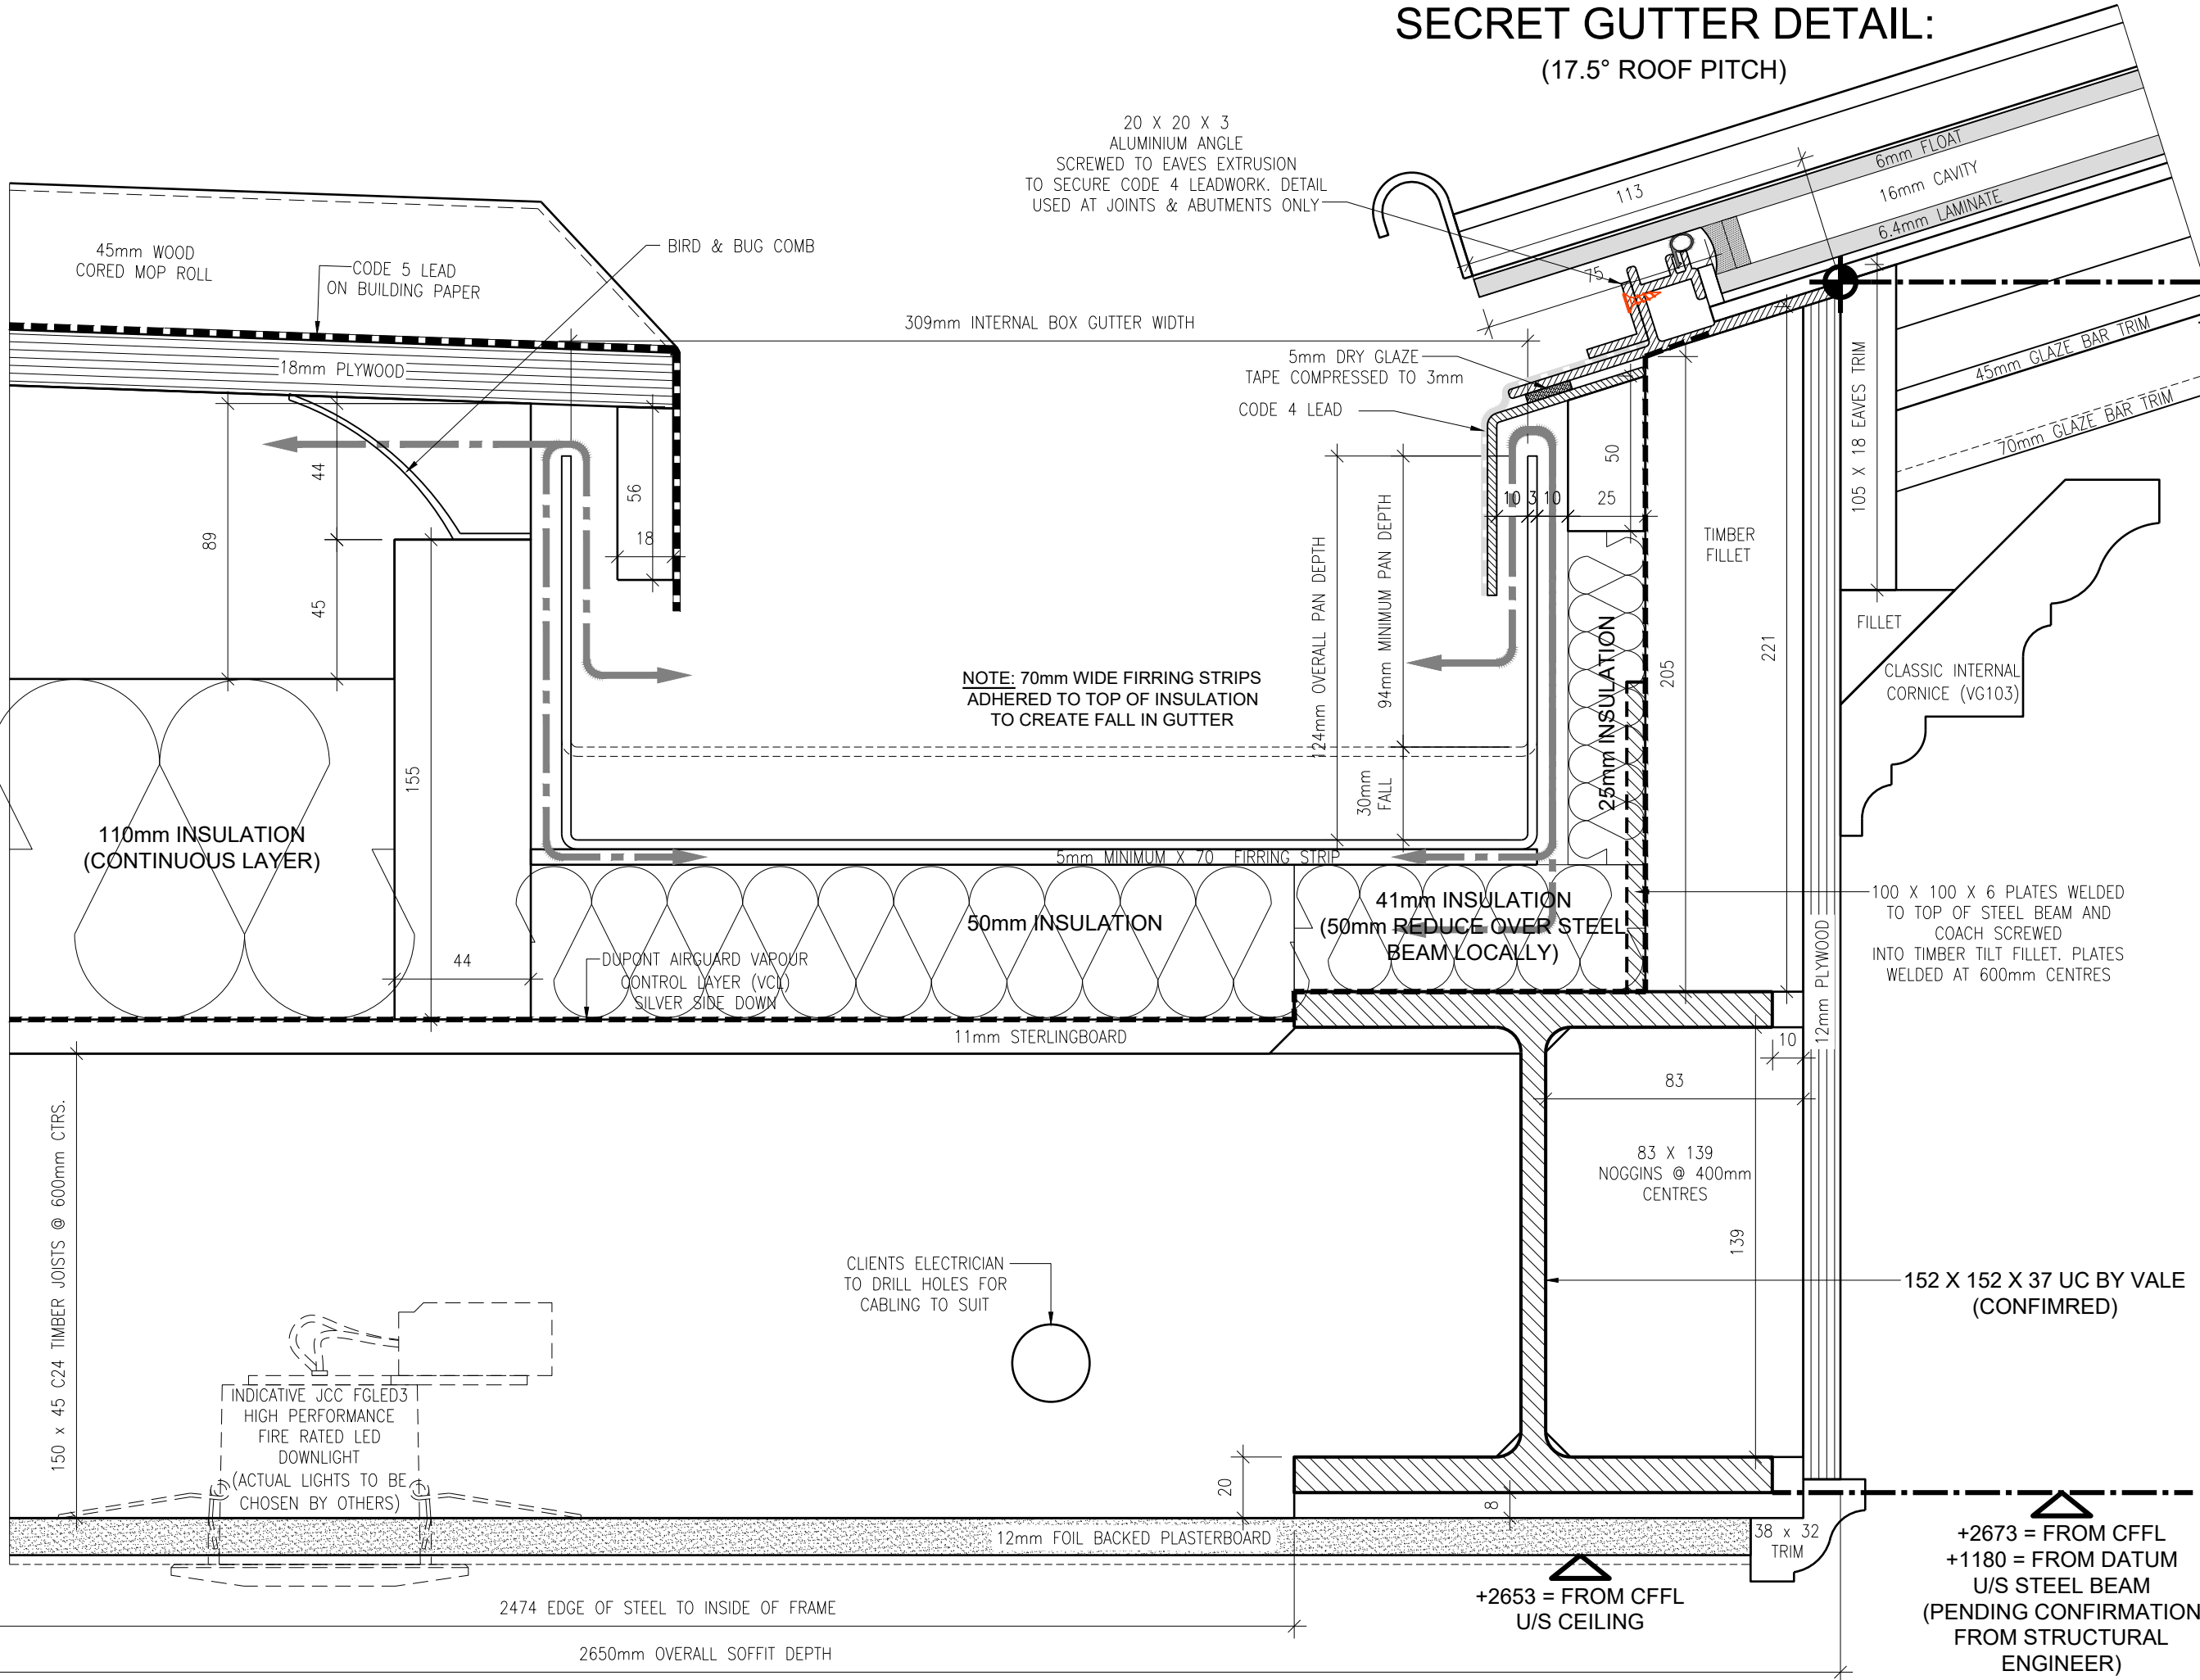 SECRET GUTTER DETAIL:
(17.5° ROOF PITCH)
20 X 20 X 3
ALUMINIUM ANGLE
SCREWED TO EAVES EXTRUSION
TO SECURE CODE 4 LEADWORK. DETAIL
USED AT JOINTS & ABUTMENTS ONLY
113
6mm FLOAT
16mm CAVITY
6.4mm LAMINATE
75
45mm WOOD
CORED MOP ROLL
CODE 5 LEAD
ON BUILDING PAPER
BIRD & BUG COMB
309mm INTERNAL BOX GUTTER WIDTH
18mm PLYWOOD
5mm DRY GLAZE
TAPE COMPRESSED TO 3mm
CODE 4 LEAD
105 X 18 EAVES TRIM
45mm GLAZE BAR TRIM
70mm GLAZE BAR TRIM
44
89
45
56
18
50
10
3
10
25
124mm OVERALL PAN DEPTH
94mm MINIMUM PAN DEPTH
30mm
FALL
25mm INSULATION
205
TIMBER
FILLET
221
FILLET
CLASSIC INTERNAL
CORNICE (VG103)
NOTE: 70mm WIDE FIRRING STRIPS
ADHERED TO TOP OF INSULATION
TO CREATE FALL IN GUTTER
155
110mm INSULATION
(CONTINUOUS LAYER)
5mm MINIMUM X 70 FIRRING STRIP
50mm INSULATION
41mm INSULATION
(50mm REDUCE OVER STEEL
BEAM LOCALLY)
100 X 100 X 6 PLATES WELDED
TO TOP OF STEEL BEAM AND
COACH SCREWED
INTO TIMBER TILT FILLET. PLATES
WELDED AT 600mm CENTRES
44
DUPONT AIRGUARD VAPOUR
CONTROL LAYER (VCL)
SILVER SIDE DOWN
12mm PLYWOOD
11mm STERLINGBOARD
10
83
150 x 45 C24 TIMBER JOISTS @ 600mm CTRS.
83 X 139
NOGGINS @ 400mm
CENTRES
139
CLIENTS ELECTRICIAN
TO DRILL HOLES FOR
CABLING TO SUIT
152 X 152 X 37 UC BY VALE
(CONFIMRED)
INDICATIVE JCC FGLED3
HIGH PERFORMANCE
FIRE RATED LED
DOWNLIGHT
(ACTUAL LIGHTS TO BE
CHOSEN BY OTHERS)
20
8
12mm FOIL BACKED PLASTERBOARD
38 x 32
TRIM
+2673 = FROM CFFL
+1180 = FROM DATUM
U/S STEEL BEAM
(PENDING CONFIRMATION
FROM STRUCTURAL
ENGINEER)
+2653 = FROM CFFL
U/S CEILING
2474 EDGE OF STEEL TO INSIDE OF FRAME
2650mm OVERALL SOFFIT DEPTH